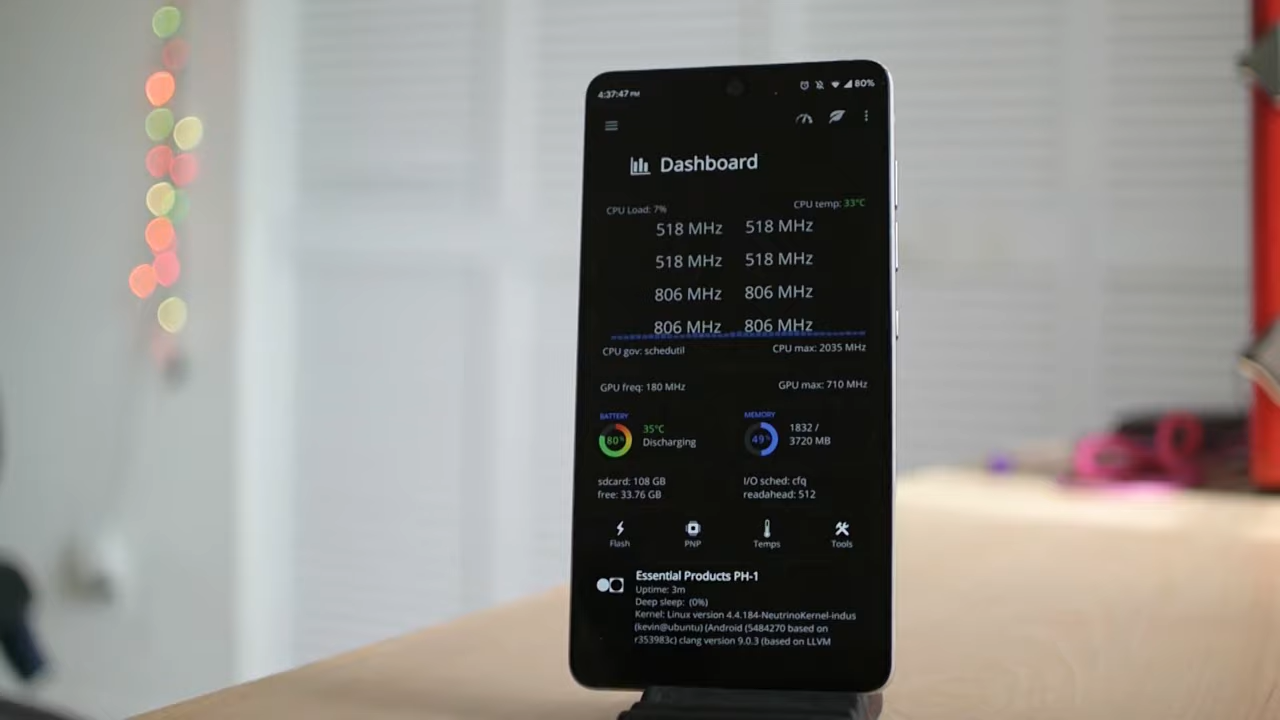 4:37:47 PM 80%
Dashboard
CPU Load: 7% CPU temp: 33°C
518 MHz 518 MHz
518 MHz 518 MHz
806 MHz 806 MHz
806 MHz 806 MHz
CPU gov: schedutil CPU max: 2035 MHz
GPU freq: 180 MHz GPU max: 710 MHz
BATTERY
80%
35°C
Discharging
MEMORY
49%
1832 /
3720 MB
sdcard: 108 GB
free: 33.76 GB
I/O sched: cfq
readahead: 512
Flash PNP Temps Tools
Essential Products PH-1
Uptime: 3m
Deep sleep: (0%)
Kernel: Linux version 4.4.184-NeutrinoKernel-indus
(kevin@ubuntu) (Android (5484270 based on
r353983c) clang version 9.0.3 (based on LLVM